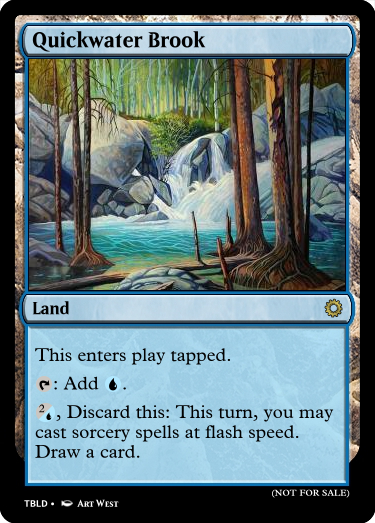 Quickwater Brook
Land
This enters play tapped.
: Add .
2, Discard this: This turn, you may
cast sorcery spells at flash speed.
Draw a card.
(NOT FOR SALE)
TBLD • ART WEST